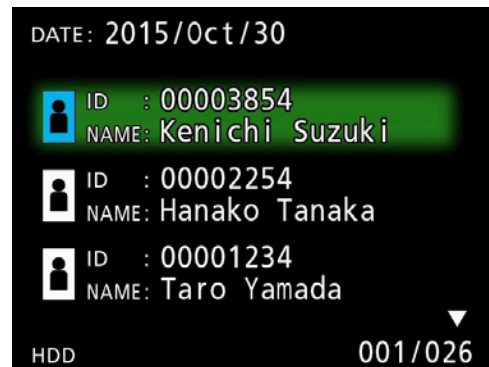 DATE: 2015/Oct/30
ID : 00003854
NAME: Kenichi Suzuki
ID : 00002254
NAME: Hanako Tanaka
ID : 00001234
NAME: Taro Yamada
HDD 001/026